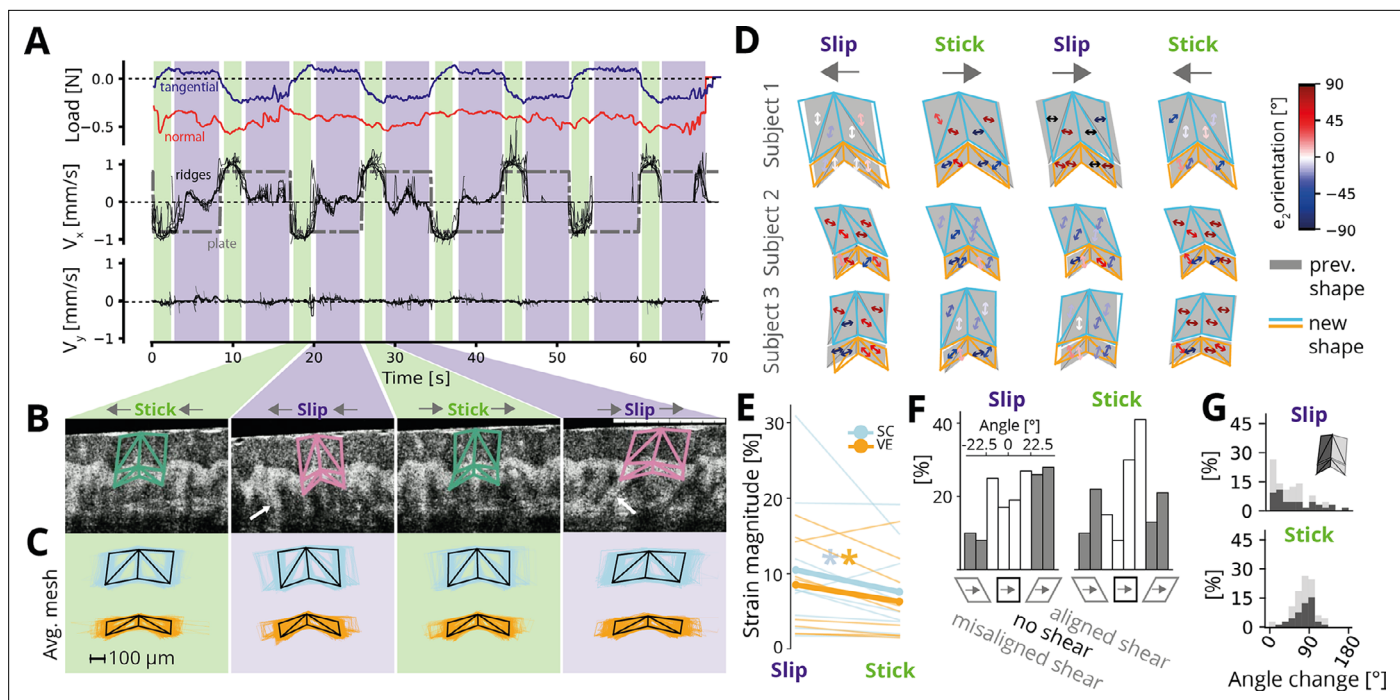 A
Load [N]
0.0
−0.5
tangential
normal
Vx [mm/s]
1
0
1
ridges
plate
Vy [mm/s]
1
0
−1
0 10 20 30 40 50 60 70
Time [s]
B
Stick
Slip
Stick
Slip
C
Avg. mesh
100 µm
D
Slip Stick Slip Stick
Subject 1
Subject 2
Subject 3
e2orientation [°]
90
45
0
−45
−90
prev.
shape
new
shape
E
Strain magnitude [%]
30
20
10
0
SC
VE
* *
Slip Stick
F
Slip Stick
Angle [°]
-22.5 0 22.5
[%]
40
20
aligned shear
no shear
misaligned shear
G
Slip
[%]
45
30
15
0
Stick
[%]
45
30
15
0
0 90 180
Angle change [°]